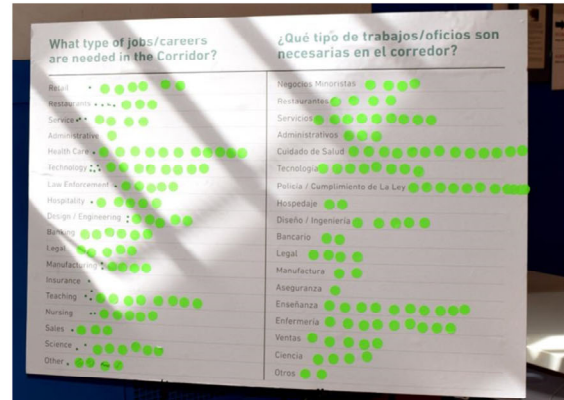 What type of jobs/careers
are needed in the Corridor?
Retail
Restaurants
Service
Administrative
Health Care
Technology
Law Enforcement
Hospitality
Design / Engineering
Banking
Legal
Manufacturing
Insurance
Teaching
Nursing
Sales
Science
Other
¿Qué tipo de trabajos/oficios son
necesarias en el corredor?
Negocios Minoristas
Restaurantes
Servicios
Administrativos
Cuidado de Salud
Tecnología
Policia / Cumplimiento de La Ley
Hospedaje
Diseño / Ingeniería
Bancario
Legal
Manufactura
Aseguranza
Enseñanza
Enfermería
Ventas
Ciencia
Otros